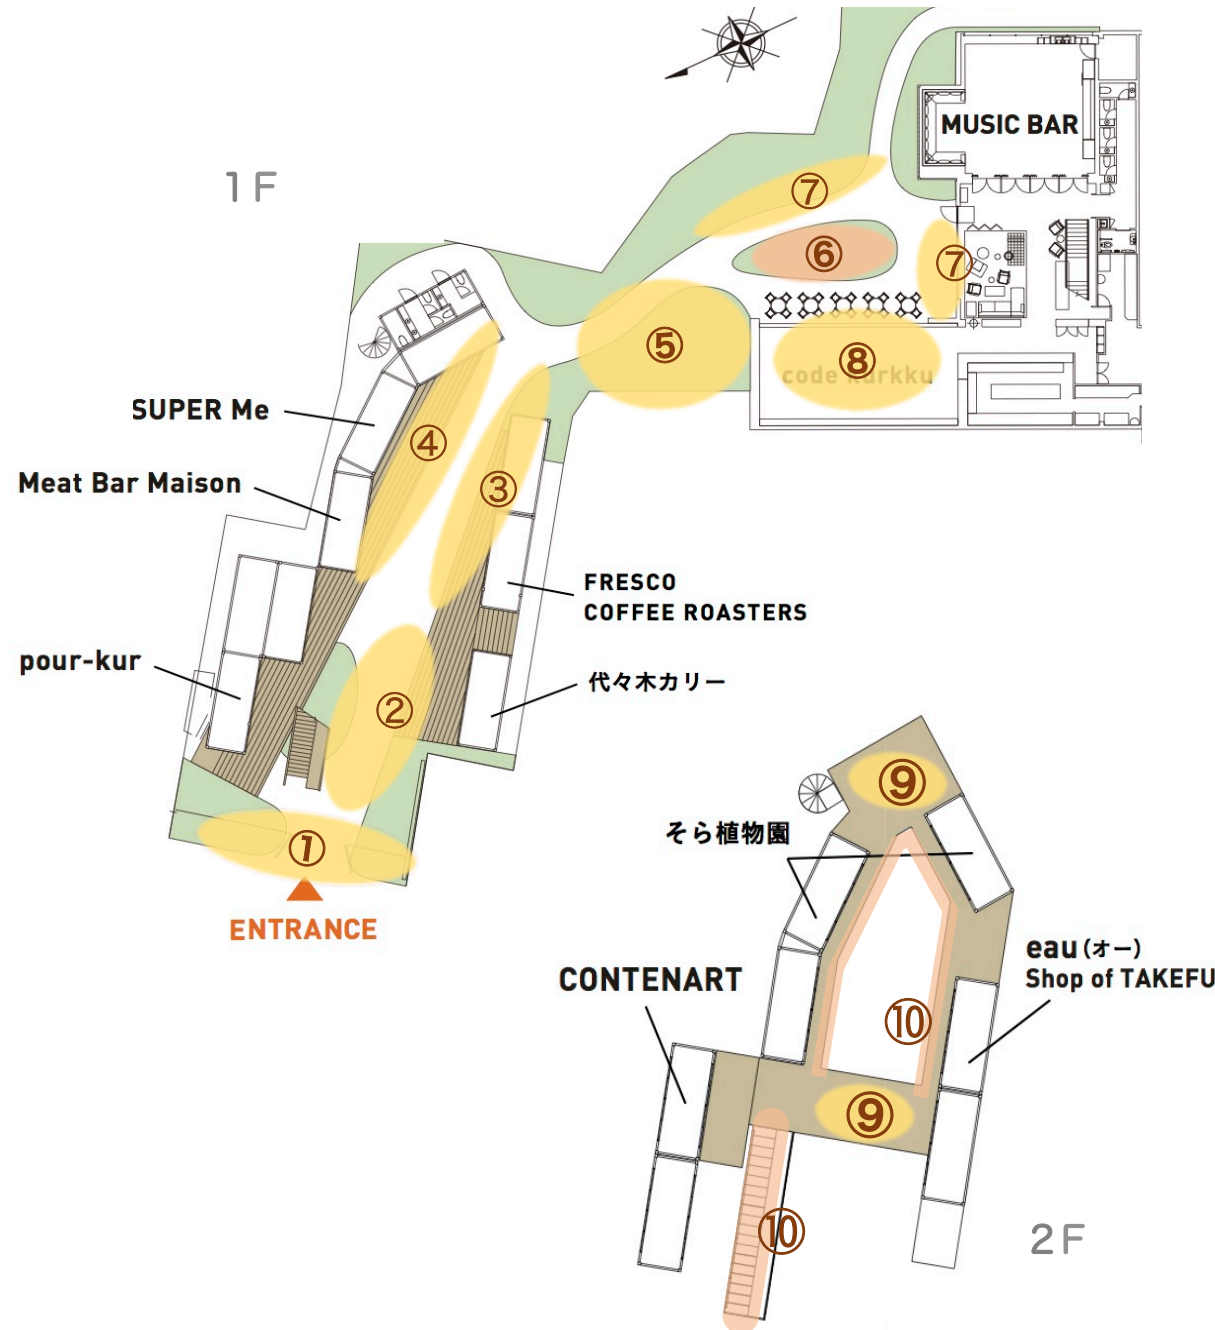 MUSIC BAR
1F
⑦
⑥
⑦
⑤
⑧
code kurkku
SUPER Me
④
Meat Bar Maison
③
FRESCO
COFFEE ROASTERS
pour-kur
代々木カリー
②
①
ENTRANCE
⑨
そら植物園
eau(オー)
Shop of TAKEFU
CONTENART
⑩
⑨
⑩
2F